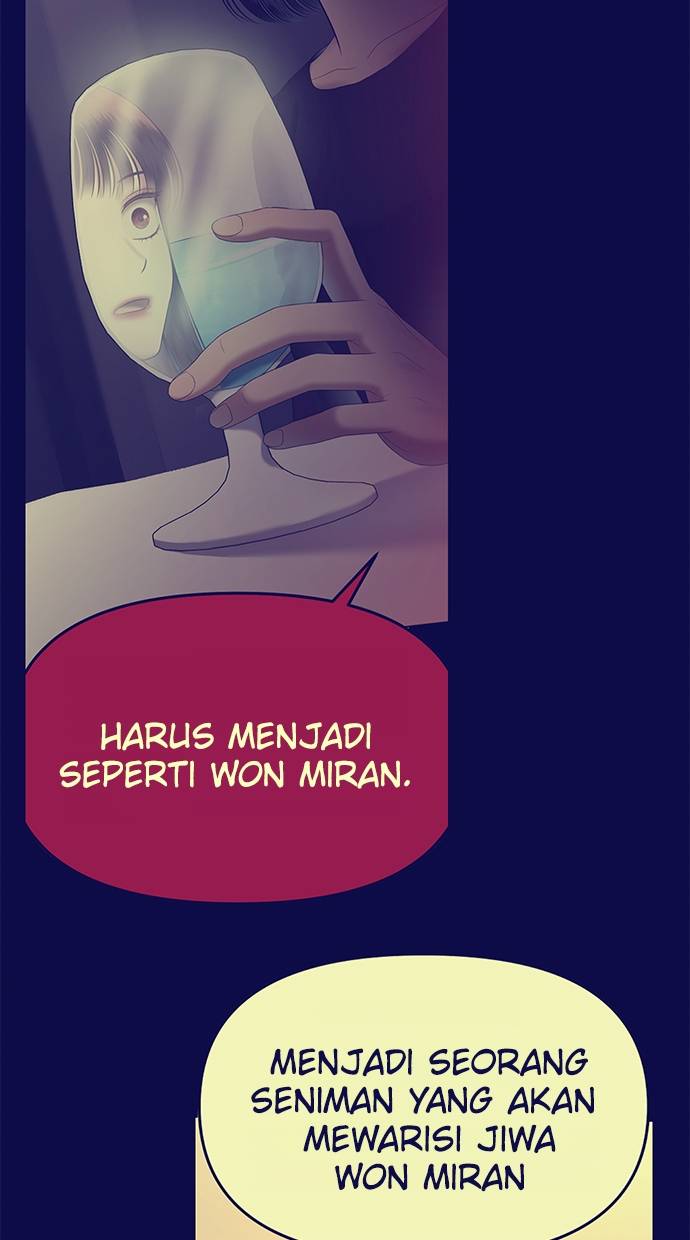 HARUS MENJADI
SEPERTI WON MIRAN.
MENJADI SEORANG
SENIMAN YANG AKAN
MEWARISI JIWA
WON MIRAN